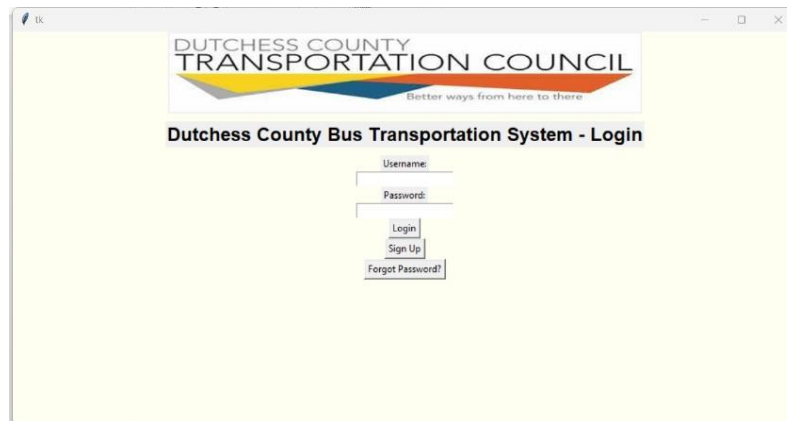 tk
DUTCHESS COUNTY
TRANSPORTATION COUNCIL
Better ways from here to there
Dutchess County Bus Transportation System - Login
Username:
Password:
Login
Sign Up
Forgot Password?